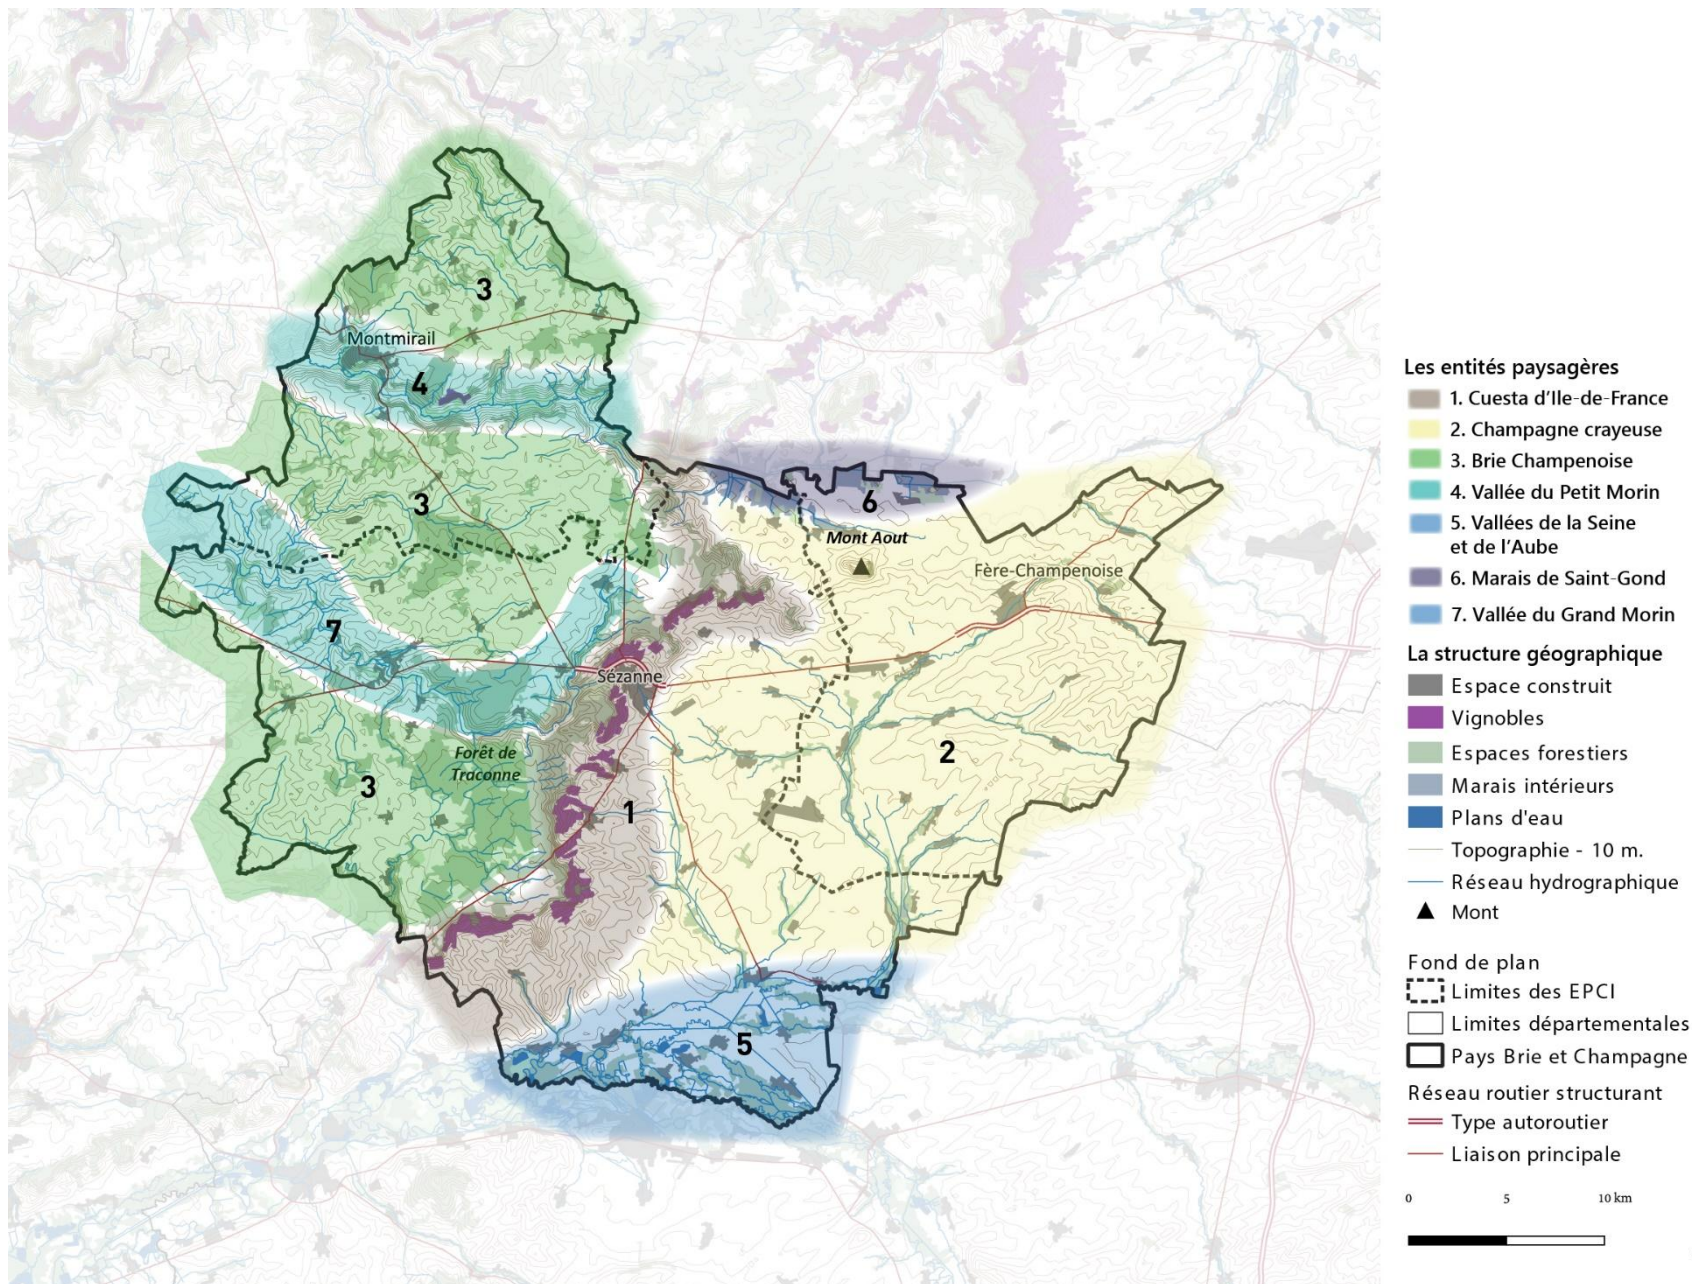 3
Montmirail
4
3
6
Mont Aout
Fère-Champenoise
7
Sézanne
Forêt de
Traconne
2
3
1
5
Les entités paysagères
1. Cuesta d'Ile-de-France
2. Champagne crayeuse
3. Brie Champenoise
4. Vallée du Petit Morin
5. Vallées de la Seine
et de l'Aube
6. Marais de Saint-Gond
7. Vallée du Grand Morin
La structure géographique
Espace construit
Vignobles
Espaces forestiers
Marais intérieurs
Plans d'eau
Topographie - 10 m.
Réseau hydrographique
Mont
Fond de plan
Limites des EPCI
Limites départementales
Pays Brie et Champagne
Réseau routier structurant
Type autoroutier
Liaison principale
0 5 10 km